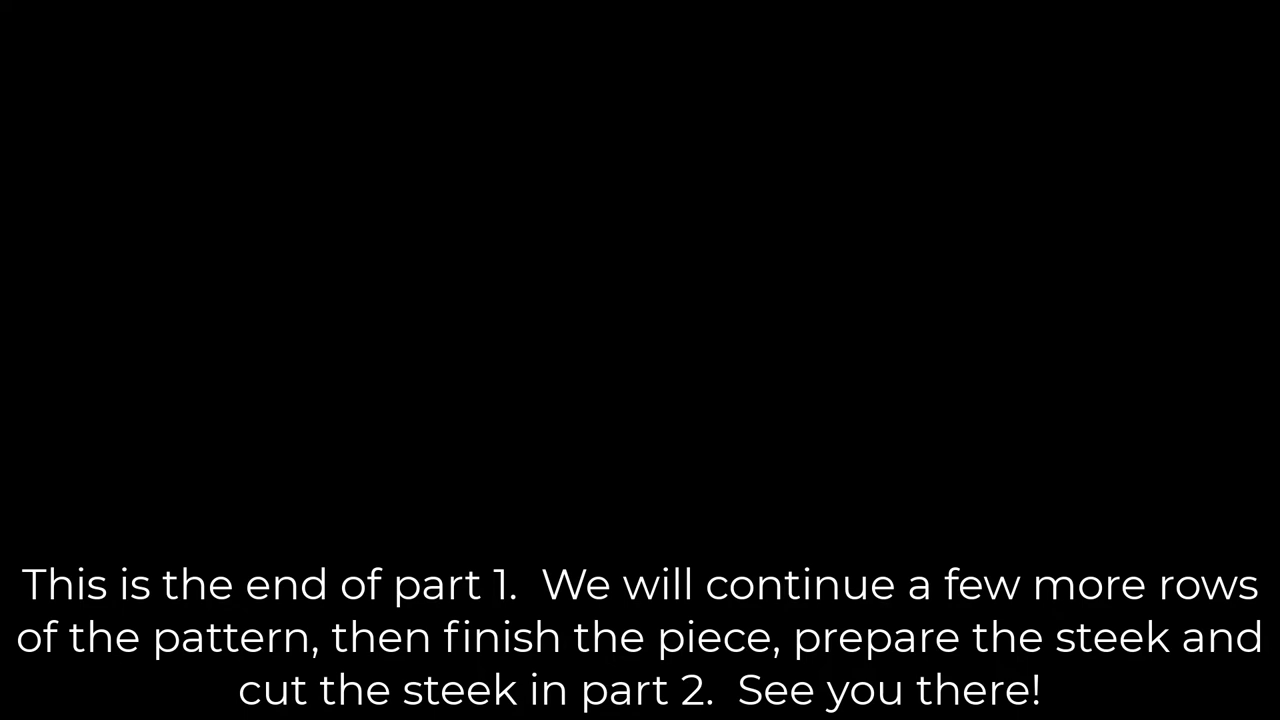 This is the end of part 1.  We will continue a few more rows
of the pattern, then finish the piece, prepare the steek and
cut the steek in part 2.  See you there!